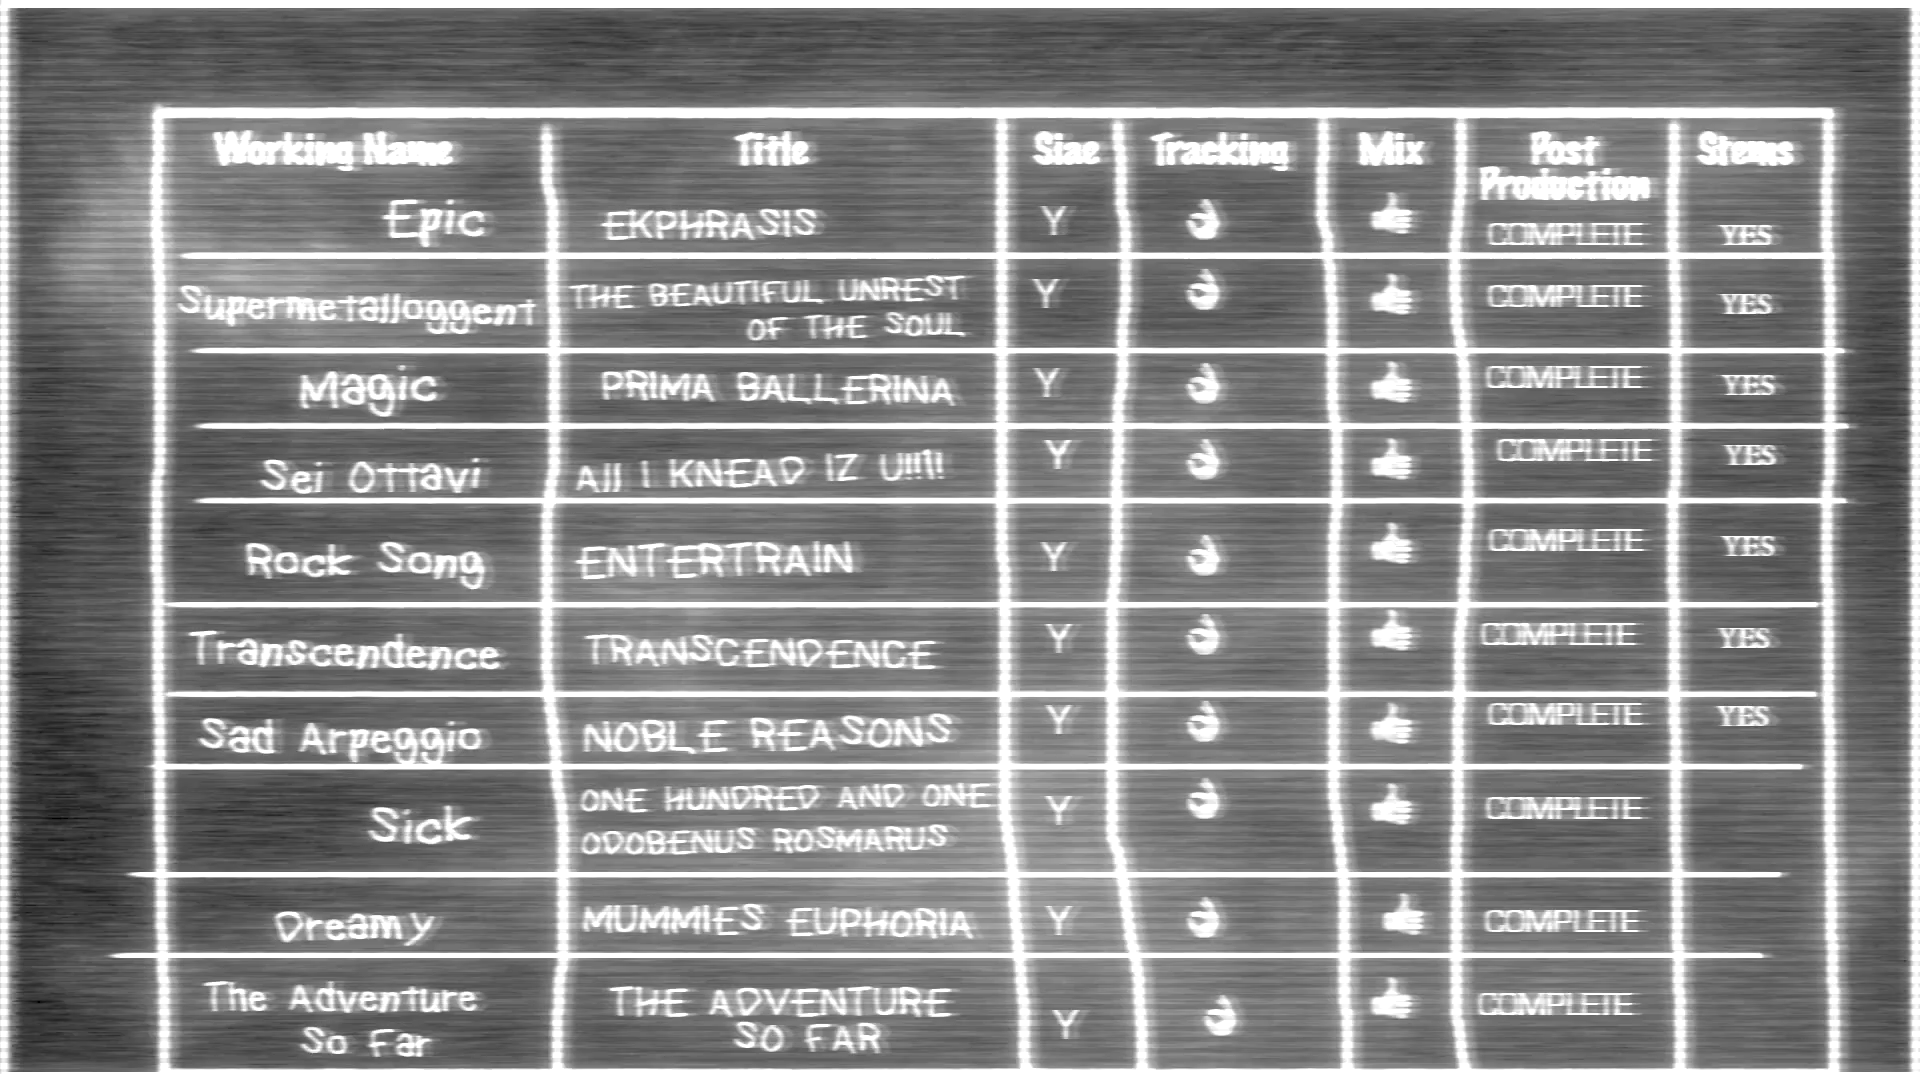 Working Name Title Siae Tracking Mix Post Production Stems
Epic EKPHRASIS Y COMPLETE YES
Supermetalloggent THE BEAUTIFUL UNREST OF THE SOUL Y COMPLETE YES
Magic PRIMA BALLERINA Y COMPLETE YES
Sei Ottavi All I KNEAD IZ U!!1! Y COMPLETE YES
Rock Song ENTERTRAIN Y COMPLETE YES
Transcendence TRANSCENDENCE Y COMPLETE YES
Sad Arpeggio NOBLE REASONS Y COMPLETE YES
Sick ONE HUNDRED AND ONE ODOBENUS ROSMARUS Y COMPLETE
Dreamy MUMMIES EUPHORIA Y COMPLETE
The Adventure So Far THE ADVENTURE SO FAR Y COMPLETE